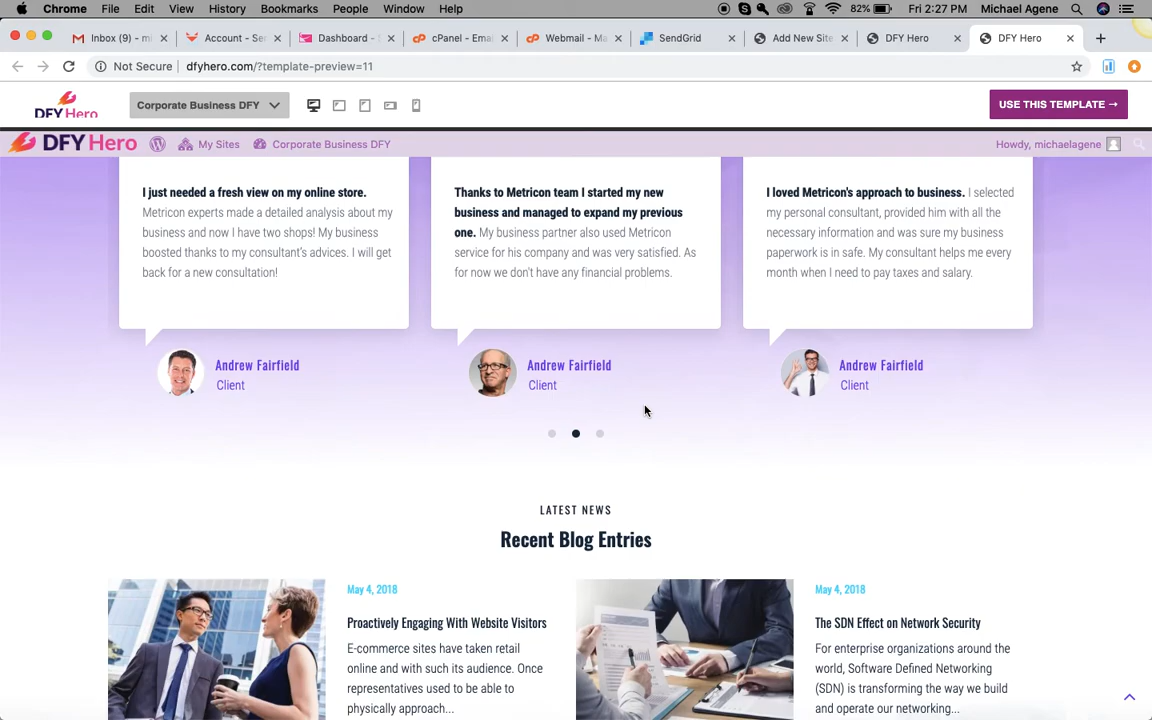 Chrome File Edit View History Bookmarks People Window Help 82% Fri 2:27 PM Michael Agene
Inbox (9) - mi
Account - Se
Dashboard - S
cPanel - Emai
Webmail - Ma
SendGrid
Add New Site
DFY Hero
DFY Hero
Not Secure | dfyhero.com/?template-preview=11
DFY Hero
Corporate Business DFY
USE THIS TEMPLATE →
DFY Hero My Sites Corporate Business DFY Howdy, michaelagene
I just needed a fresh view on my online store.
Metricon experts made a detailed analysis about my
business and now I have two shops! My business
boosted thanks to my consultant's advices. I will get
back for a new consultation!
Andrew Fairfield
Client
Thanks to Metricon team I started my new
business and managed to expand my previous
one. My business partner also used Metricon
service for his company and was very satisfied. As
for now we don't have any financial problems.
Andrew Fairfield
Client
I loved Metricon's approach to business. I selected
my personal consultant, provided him with all the
necessary information and was sure my business
paperwork is in safe. My consultant helps me every
month when I need to pay taxes and salary.
Andrew Fairfield
Client
LATEST NEWS
Recent Blog Entries
May 4, 2018
Proactively Engaging With Website Visitors
E-commerce sites have taken retail
online and with such its audience. Once
representatives used to be able to
physically approach...
May 4, 2018
The SDN Effect on Network Security
For enterprise organizations around the
world, Software Defined Networking
(SDN) is transforming the way we build
and operate our networking...